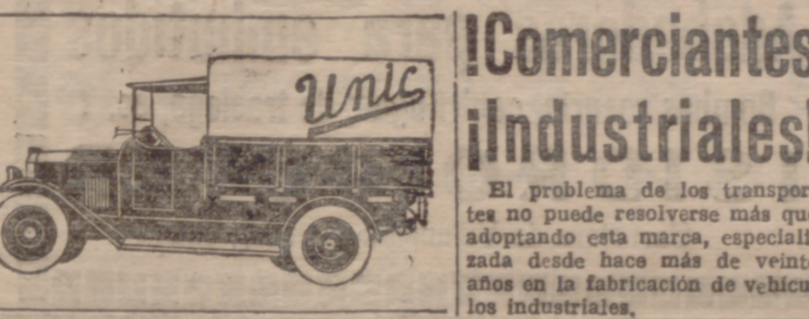 Unic
¡Comerciantes
¡Industriales!
El problema de los transpor
tes no puede resolverse más que
adoptando esta marca, especiali
zada desde hace más de veinte
años en la fabricación de vehícu
los industriales.